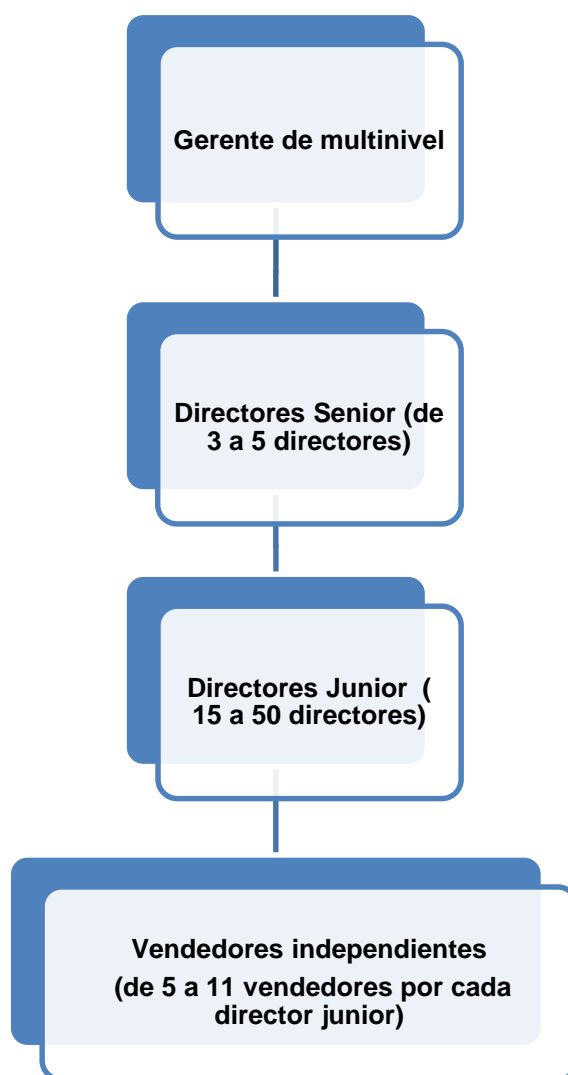 Gerente de multinivel
Directores Senior (de
3 a 5 directores)
Directores Junior (
15 a 50 directores)
Vendedores independientes
(de 5 a 11 vendedores por cada
director junior)